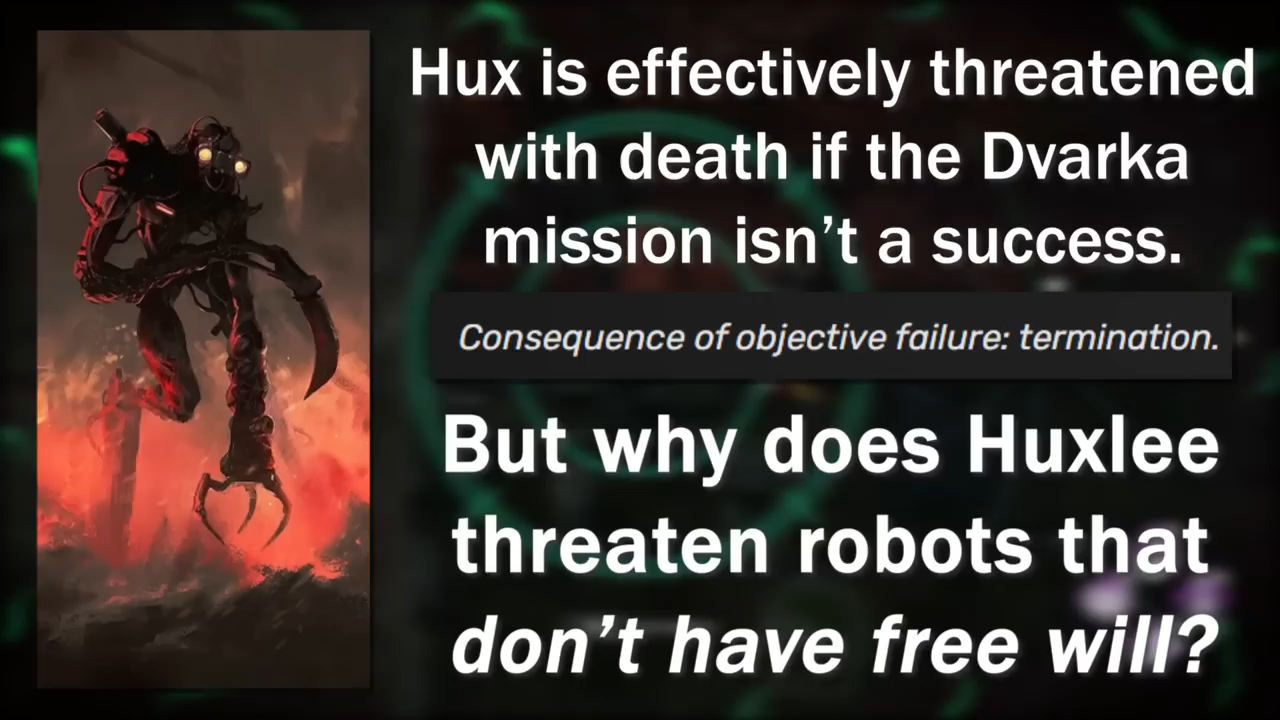 Hux is effectively threatened
with death if the Dvarka
mission isn’t a success.
Consequence of objective failure: termination.
But why does Huxlee
threaten robots that
don’t have free will?